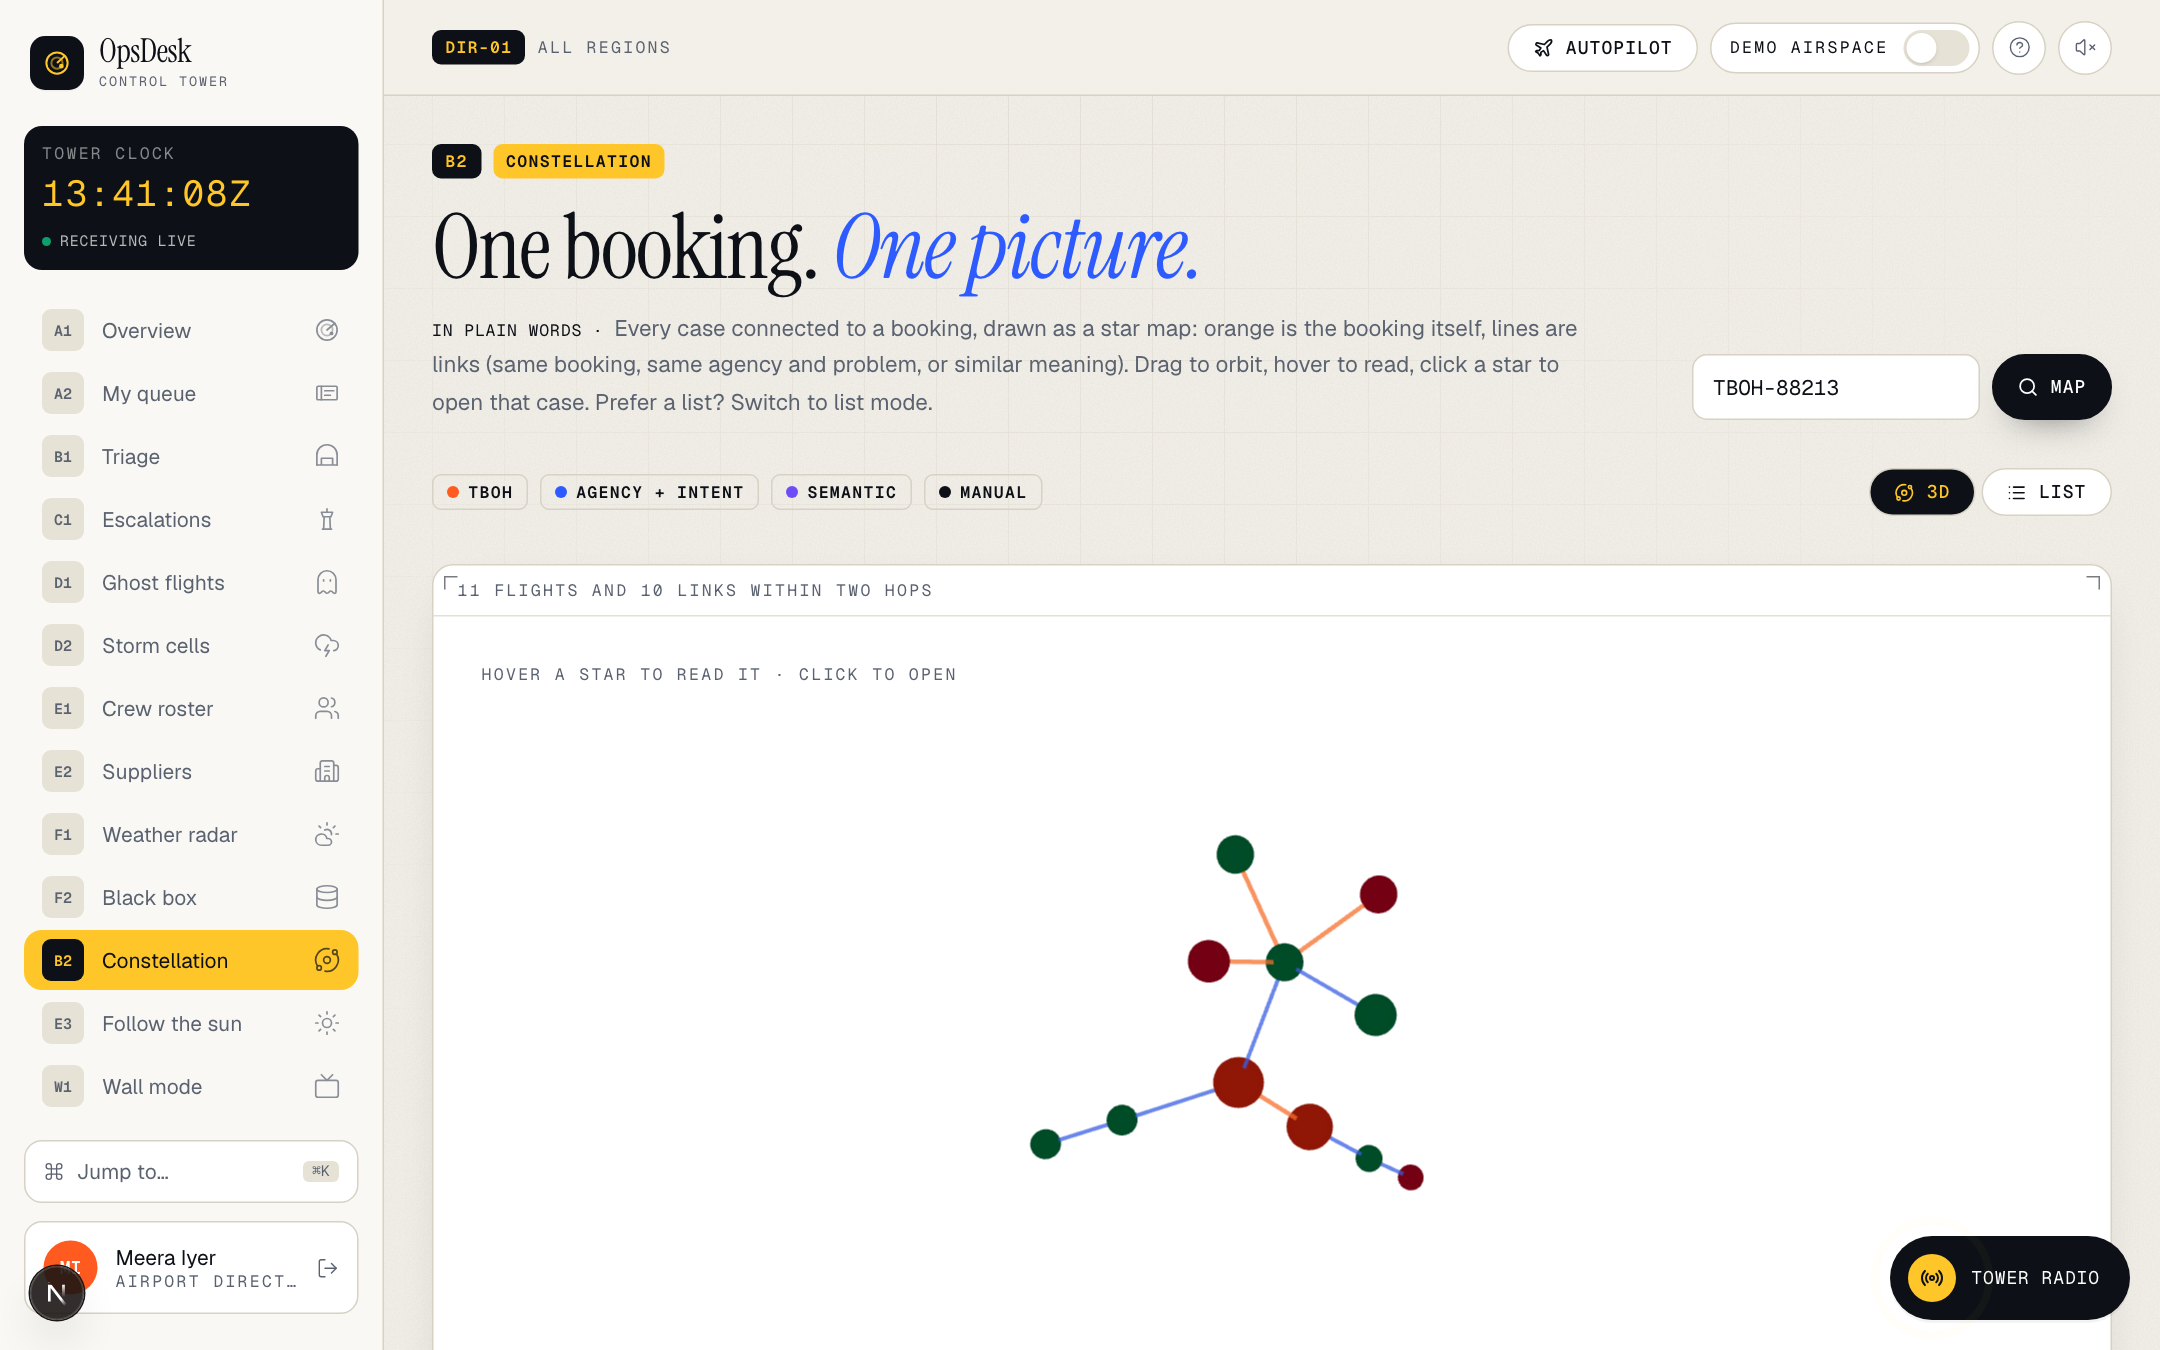 OpsDesk
CONTROL TOWER
TOWER CLOCK
13:41:08Z
RECEIVING LIVE
A1 Overview
A2 My queue
B1 Triage
C1 Escalations
D1 Ghost flights
D2 Storm cells
E1 Crew roster
E2 Suppliers
F1 Weather radar
F2 Black box
B2 Constellation
E3 Follow the sun
W1 Wall mode
⌘ Jump to… ⌘K
Meera Iyer
AIRPORT DIRECT…
N
DIR-01 ALL REGIONS
AUTOPILOT
DEMO AIRSPACE
B2 CONSTELLATION
One booking. One picture.
IN PLAIN WORDS · Every case connected to a booking, drawn as a star map: orange is the booking itself, lines are
links (same booking, same agency and problem, or similar meaning). Drag to orbit, hover to read, click a star to
open that case. Prefer a list? Switch to list mode.
TBOH-88213
MAP
TBOH AGENCY + INTENT SEMANTIC MANUAL
3D LIST
11 FLIGHTS AND 10 LINKS WITHIN TWO HOPS
HOVER A STAR TO READ IT · CLICK TO OPEN
TOWER RADIO